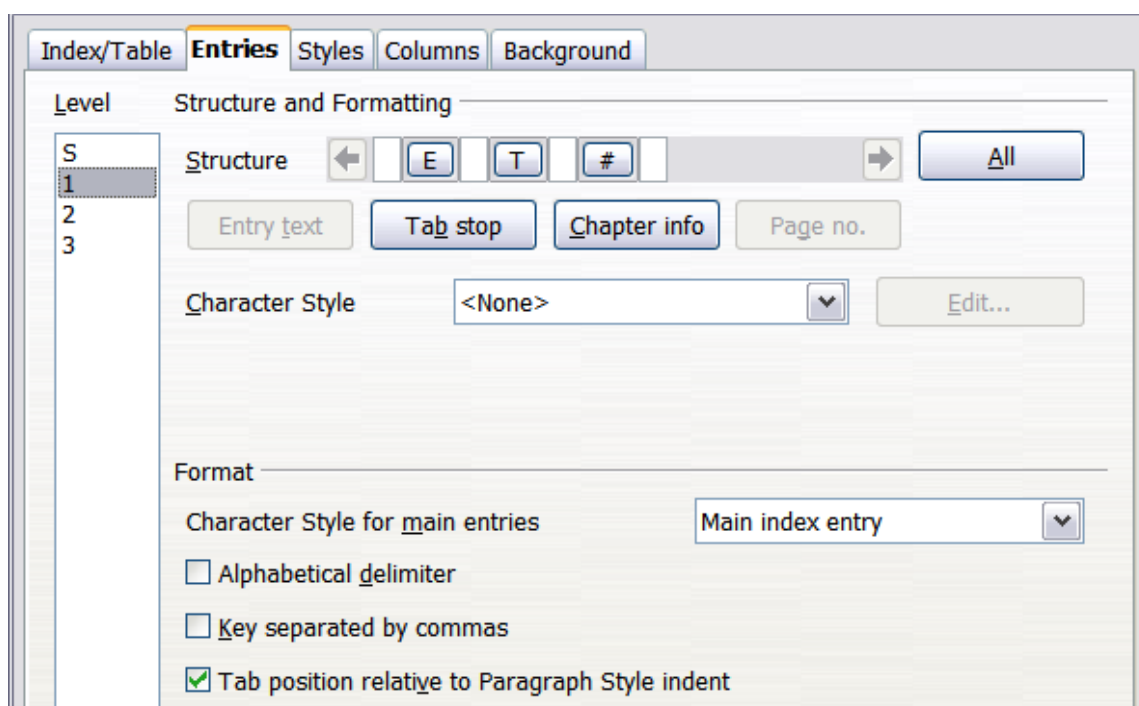 Index/Table Entries Styles Columns Background
Level Structure and Formatting
S
1
2
3
Structure E T # All
Entry text Tab stop Chapter info Page no.
Character Style <None> Edit...
Format
Character Style for main entries Main index entry
Alphabetical delimiter
Key separated by commas
Tab position relative to Paragraph Style indent